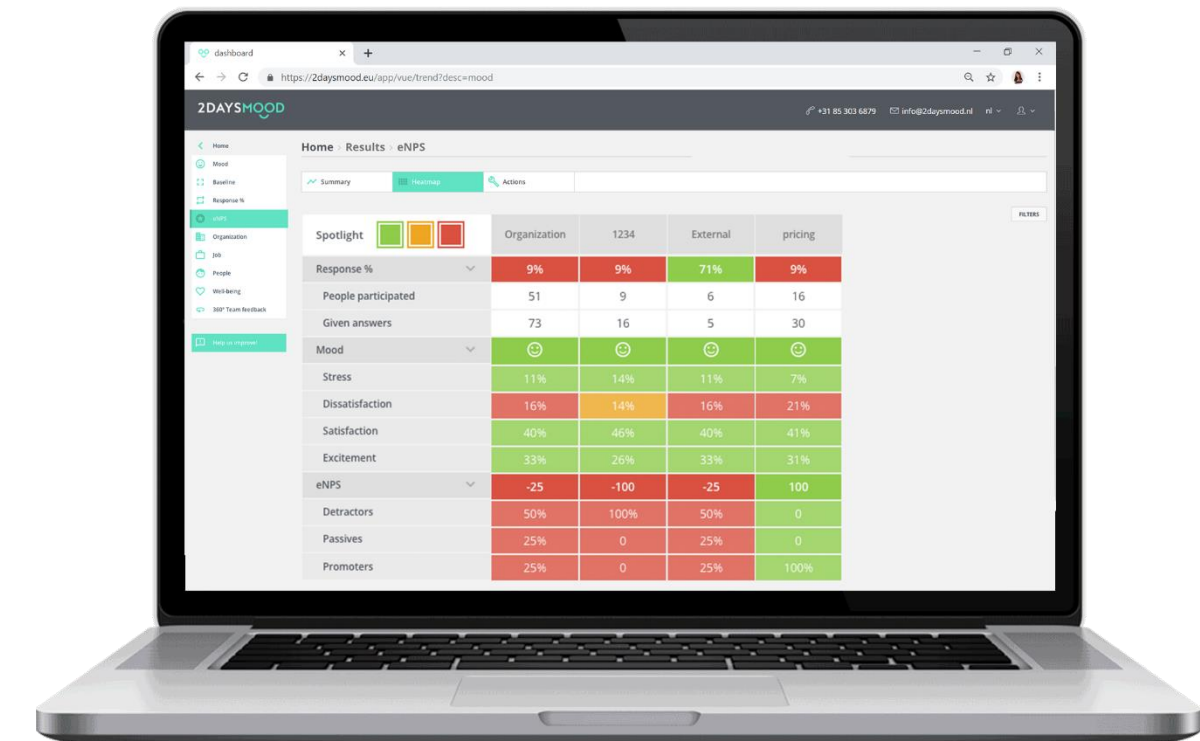 dashboard
https://2daysmood.eu/app/vue/trend?desc=mood
2DAYSMOOD
+31 85 303 6879 info@2daysmood.nl nl
Home
Mood
Baseline
Response %
eNPS
Organization
Job
People
Well-being
360° Team feedback
Help us improve!
Home > Results > eNPS
Summary Heatmap Actions
FILTERS
Spotlight Organization 1234 External pricing
Response % 9% 9% 71% 9%
People participated 51 9 6 16
Given answers 73 16 5 30
Mood
Stress 11% 14% 11% 7%
Dissatisfaction 16% 14% 16% 21%
Satisfaction 40% 46% 40% 41%
Excitement 33% 26% 33% 31%
eNPS -25 -100 -25 100
Detractors 50% 100% 50% 0
Passives 25% 0 25% 0
Promoters 25% 0 25% 100%